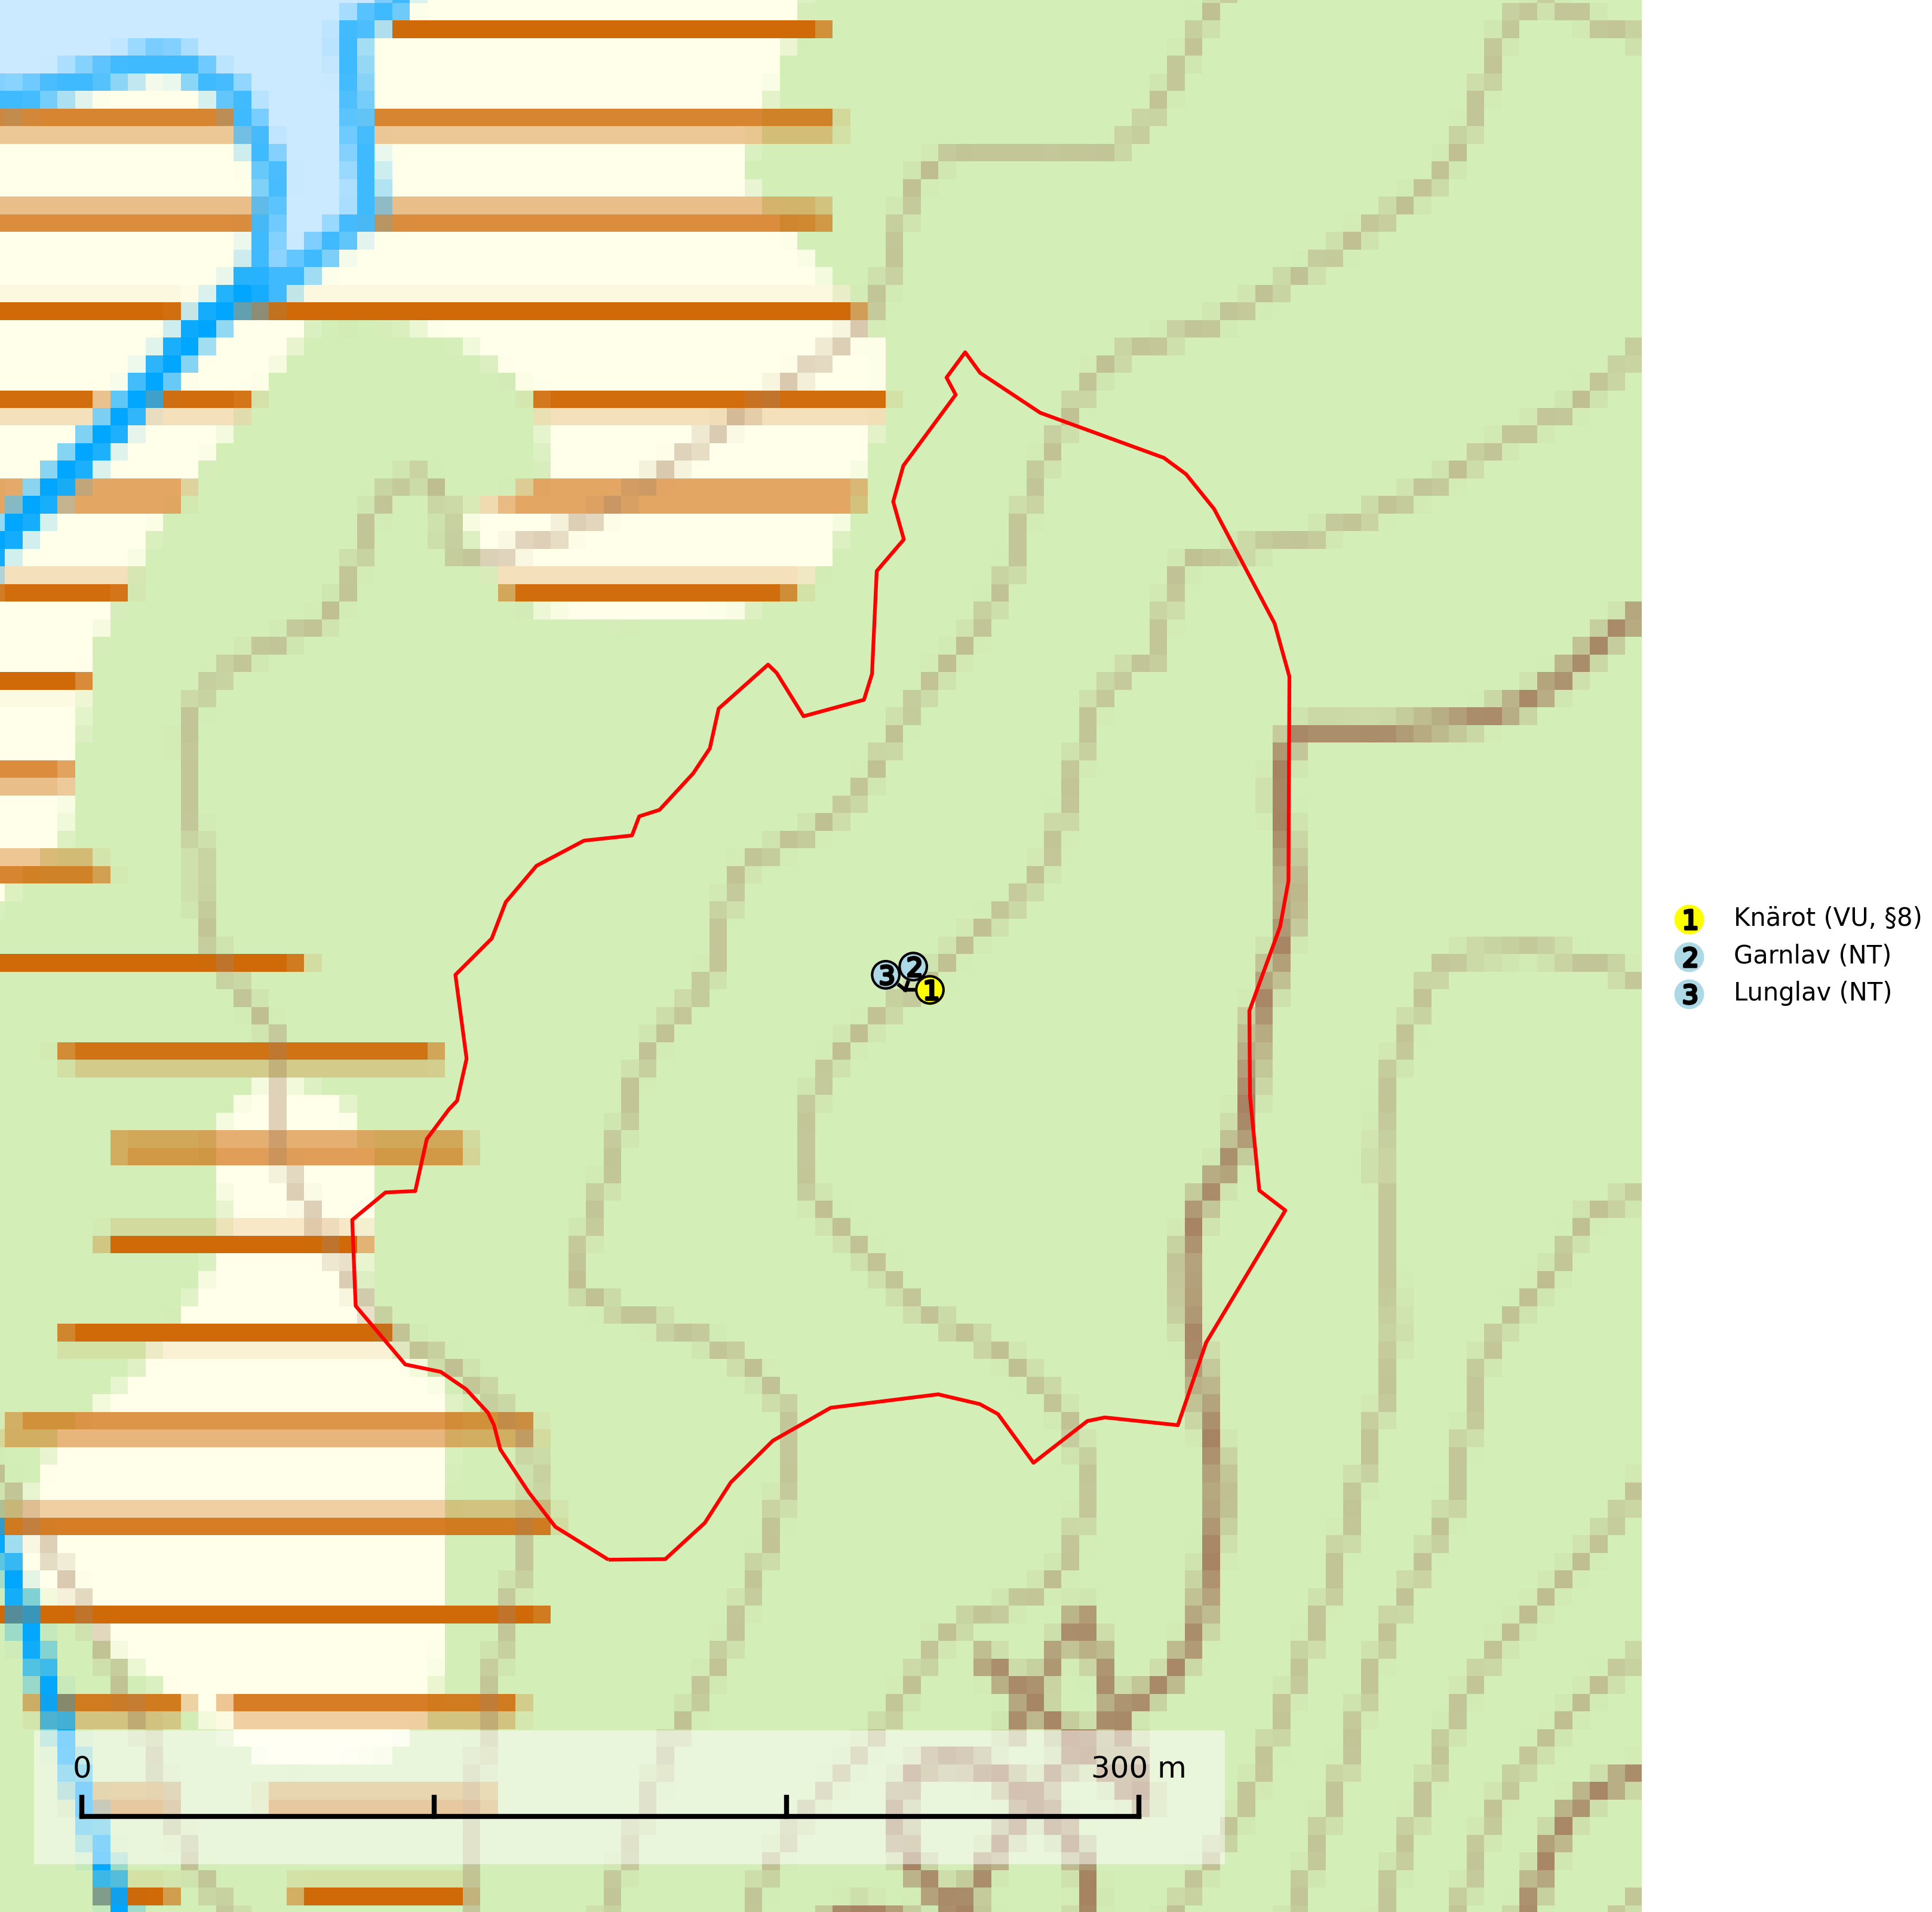 3 2
1
1 Knärot (VU, §8)
2 Garnlav (NT)
3 Lunglav (NT)
0 300 m